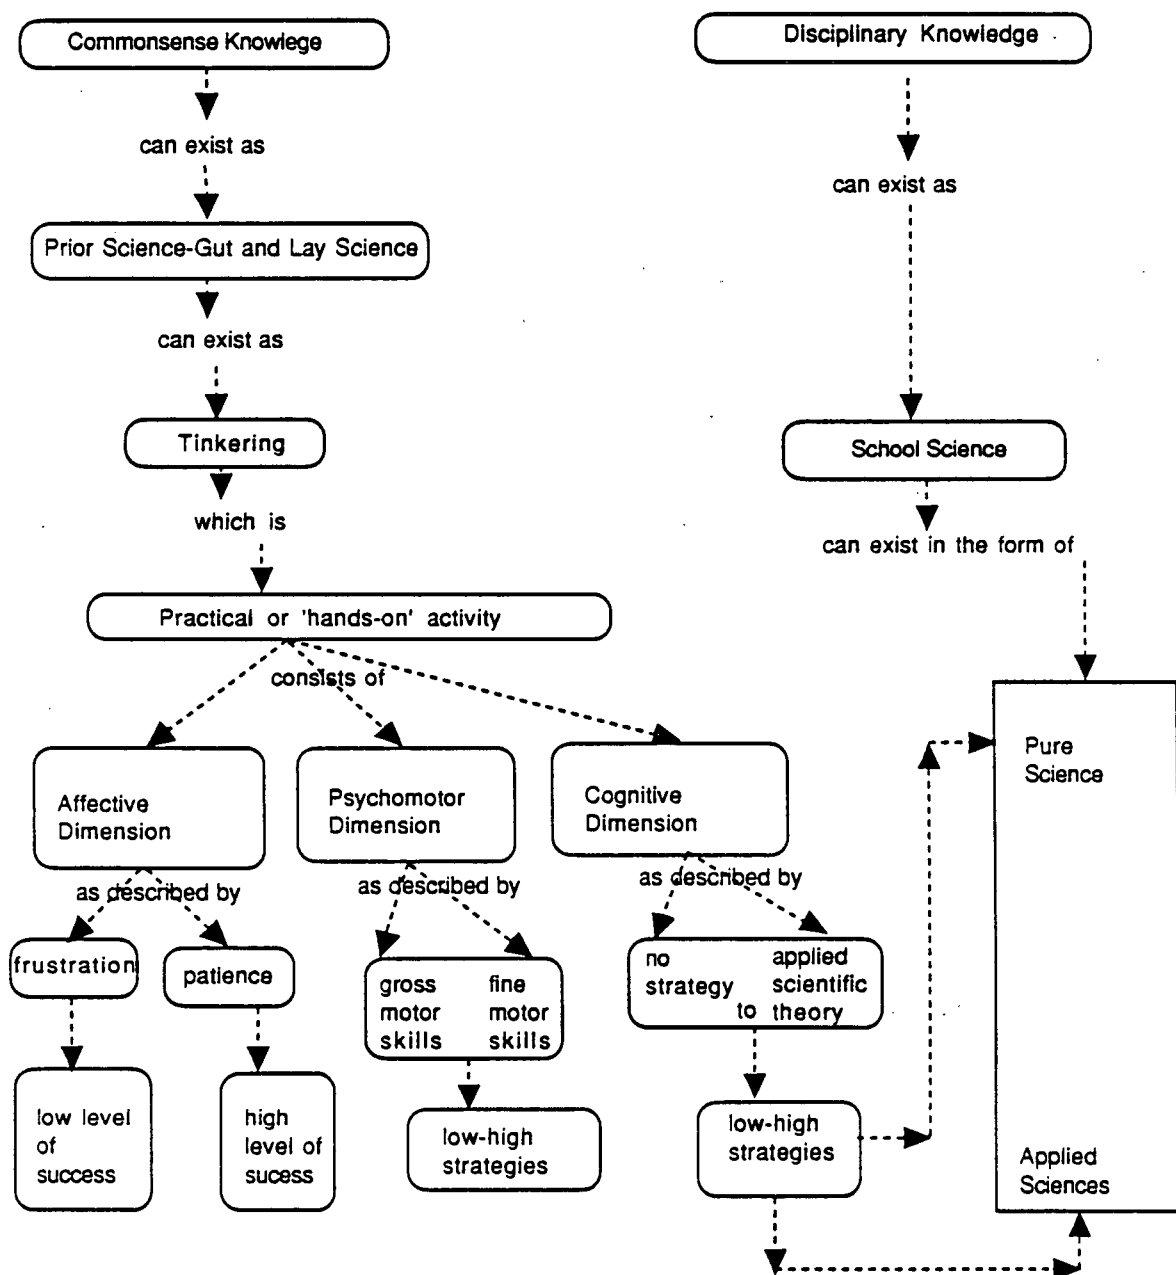 Commonsense Knowlege
can exist as
Prior Science-Gut and Lay Science
can exist as
Tinkering
which is
Practical or 'hands-on' activity
consists of
Affective
Dimension
as described by
frustration
patience
low level
of
success
high
level of
sucess
Psychomotor
Dimension
as described by
gross
motor
skills
fine
motor
skills
low-high
strategies
Cognitive
Dimension
as described by
no
strategy
to
applied
scientific
theory
low-high
strategies
Disciplinary Knowledge
can exist as
School Science
can exist in the form of
Pure
Science
Applied
Sciences